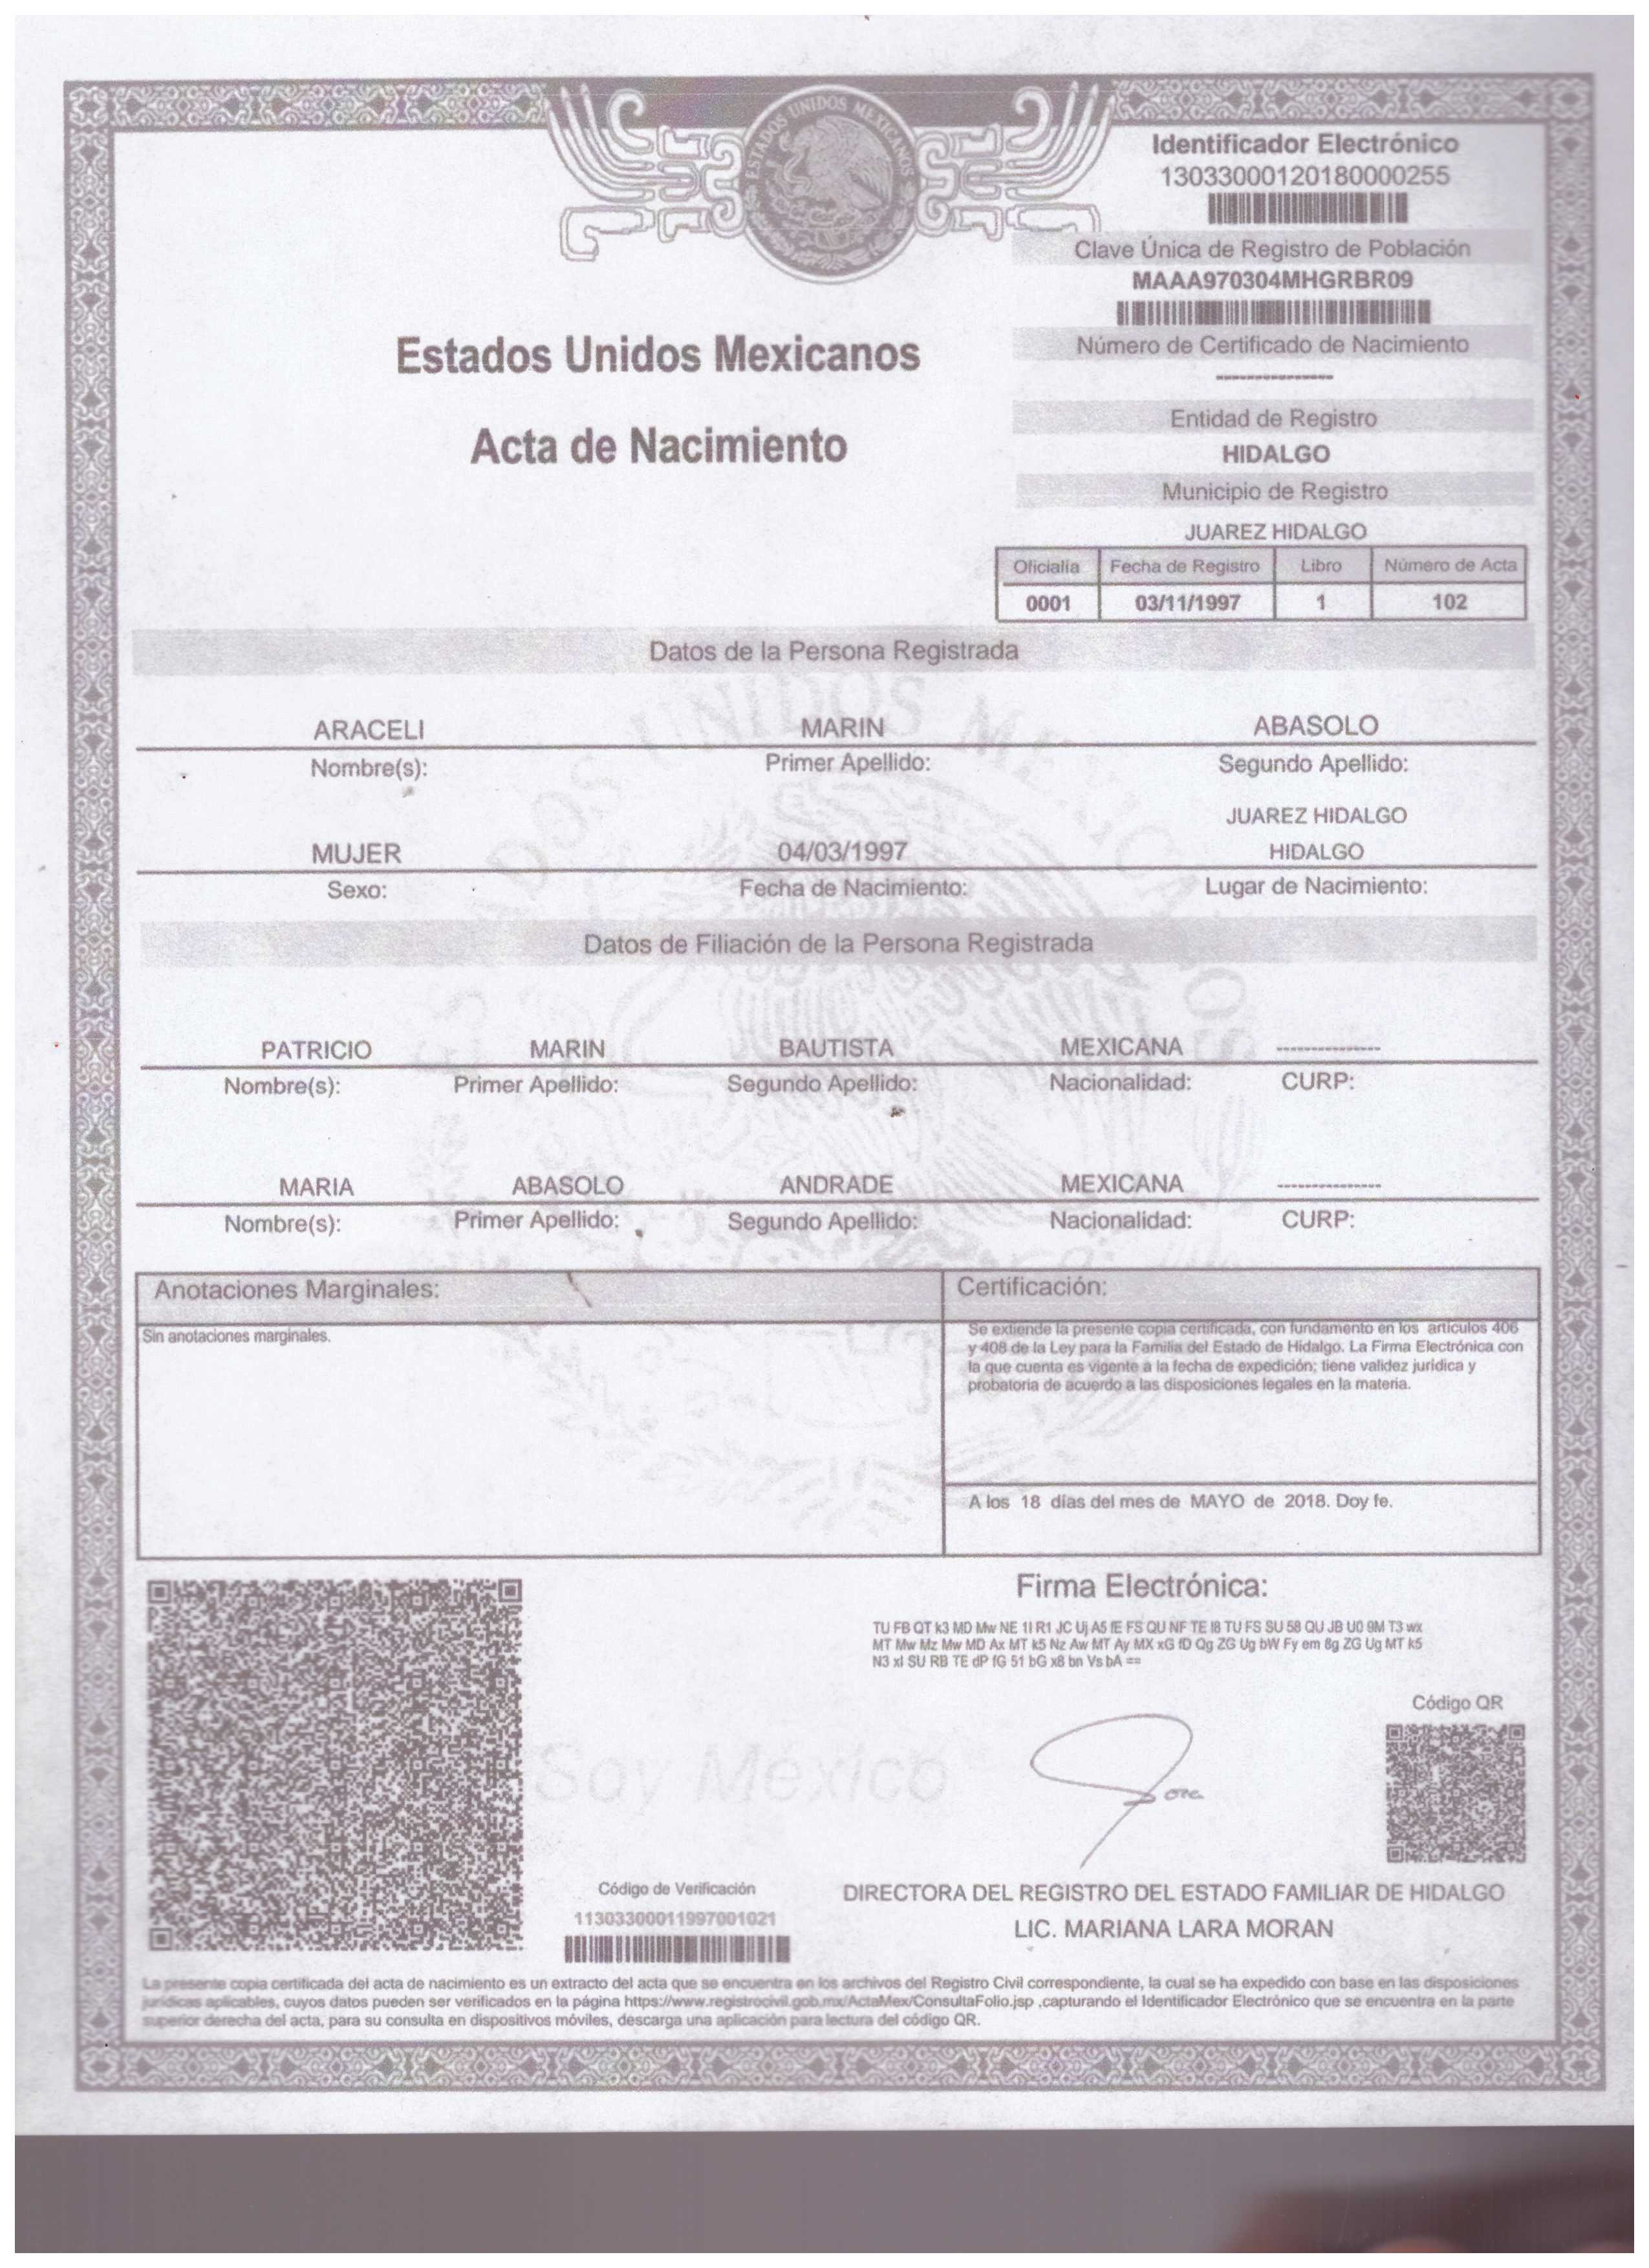 ESTADOS UNIDOS MEXICANOS
Identificador Electrónico
13033000120180000255
Clave Única de Registro de Población
MAAA970304MHGRBR09
Número de Certificado de Nacimiento
---------------
Estados Unidos Mexicanos
Acta de Nacimiento
Entidad de Registro
HIDALGO
Municipio de Registro
JUAREZ HIDALGO
Oficialía Fecha de Registro Libro Número de Acta
0001 03/11/1997 1 102
Datos de la Persona Registrada
ARACELI MARIN ABASOLO
Nombre(s): Primer Apellido: Segundo Apellido:
JUAREZ HIDALGO
MUJER 04/03/1997 HIDALGO
Sexo: Fecha de Nacimiento: Lugar de Nacimiento:
Datos de Filiación de la Persona Registrada
PATRICIO MARIN BAUTISTA MEXICANA ---------------
Nombre(s): Primer Apellido: Segundo Apellido: Nacionalidad: CURP:
MARIA ABASOLO ANDRADE MEXICANA ---------------
Nombre(s): Primer Apellido: Segundo Apellido: Nacionalidad: CURP:
Anotaciones Marginales:
Sin anotaciones marginales.
Certificación:
Se extiende la presente copia certificada, con fundamento en los artículos 406
y 408 de la Ley para la Familia del Estado de Hidalgo. La Firma Electrónica con
la que cuenta es vigente a la fecha de expedición; tiene validez jurídica y
probatoria de acuerdo a las disposiciones legales en la materia.
A los 18 días del mes de MAYO de 2018. Doy fe.
Firma Electrónica:
TU FB QT k3 MD Mw NE 1I R1 JC Uj A5 fE FS QU NF TE l8 TU FS SU 58 QU JB U0 9M T3 wx
MT Mw Mz Mw MD Ax MT k5 Nz Aw MT Ay MX xG fD Qg ZG Ug bW Fy em 8g ZG Ug MT k5
N3 xI SU RB TE dP fG 51 bG x8 bn Vs bA ==
Código QR
Soy México
Código de Verificación
11303300011997001021
DIRECTORA DEL REGISTRO DEL ESTADO FAMILIAR DE HIDALGO
LIC. MARIANA LARA MORAN
La presente copia certificada del acta de nacimiento es un extracto del acta que se encuentra en los archivos del Registro Civil correspondiente, la cual se ha expedido con base en las disposiciones
jurídicas aplicables, cuyos datos pueden ser verificados en la página https://www.registrocivil.gob.mx/ActaMex/ConsultaFolio.jsp ,capturando el Identificador Electrónico que se encuentra en la parte
superior derecha del acta, para su consulta en dispositivos móviles, descarga una aplicación para lectura del código QR.